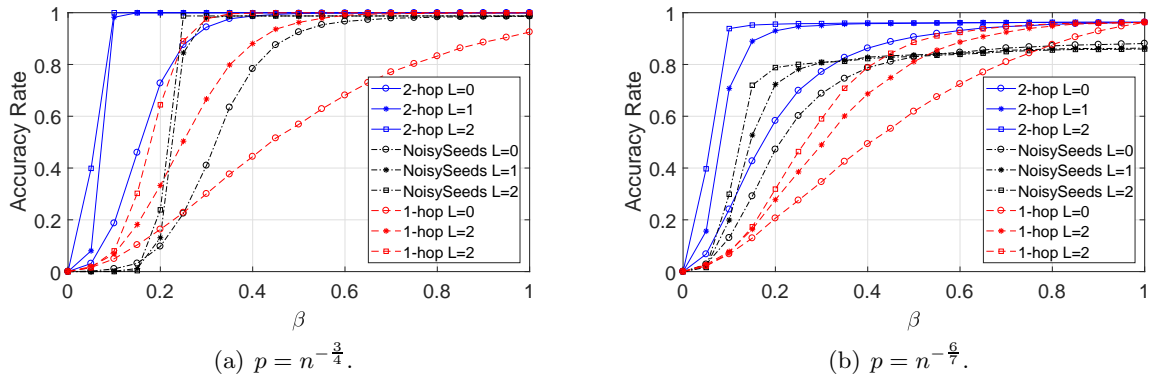 Accuracy Rate
1
0.8
0.6
0.4
0.2
0
0
0.2
0.4
0.6
0.8
1
β
2-hop L=0
2-hop L=1
2-hop L=2
NoisySeeds L=0
NoisySeeds L=1
NoisySeeds L=2
1-hop L=0
1-hop L=2
1-hop L=2
(a) p = n^{-3/4}.
Accuracy Rate
1
0.8
0.6
0.4
0.2
0
0
0.2
0.4
0.6
0.8
1
β
2-hop L=0
2-hop L=1
2-hop L=2
NoisySeeds L=0
NoisySeeds L=1
NoisySeeds L=2
1-hop L=0
1-hop L=2
1-hop L=2
(b) p = n^{-6/7}.